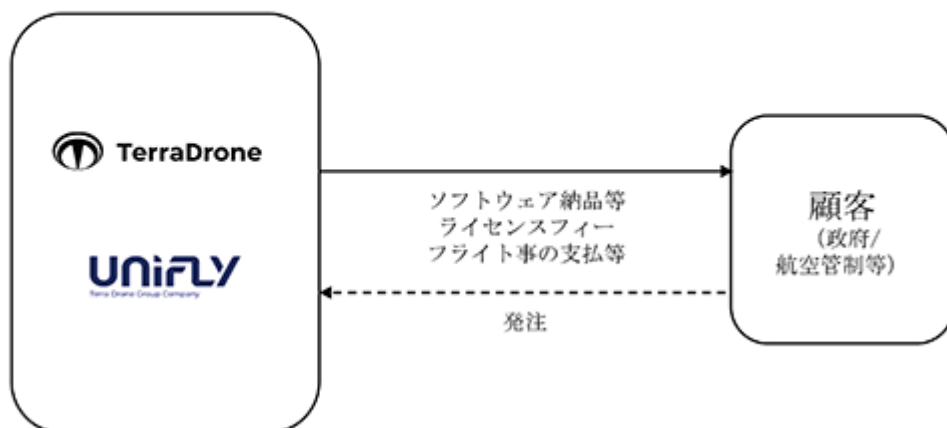 TerraDrone
UNIFLY
Terra Drone Group Company
ソフトウェア納品等
ライセンスフィー
フライト事の支払等
発注
顧客
（政府/
航空管制等）